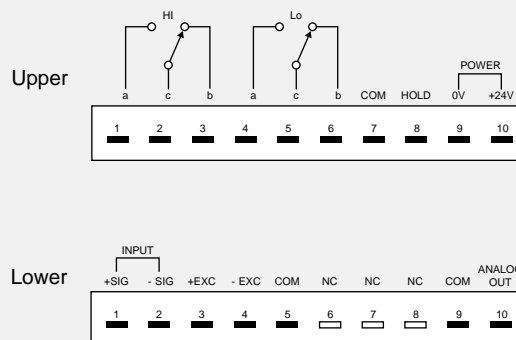 HI Lo
POWER
Upper
a c b a c b COM HOLD 0V +24V
1 2 3 4 5 6 7 8 9 10
INPUT
ANALOG
Lower
+SIG - SIG +EXC - EXC COM NC NC NC COM OUT
1 2 3 4 5 6 7 8 9 10